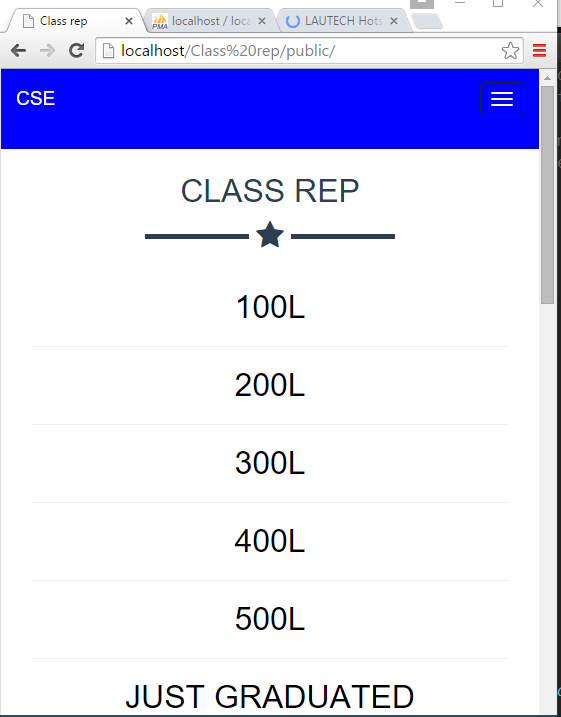 Class rep
localhost / loca
LAUTECH Hots
localhost/Class%20rep/public/
CSE
CLASS REP
100L
200L
300L
400L
500L
JUST GRADUATED